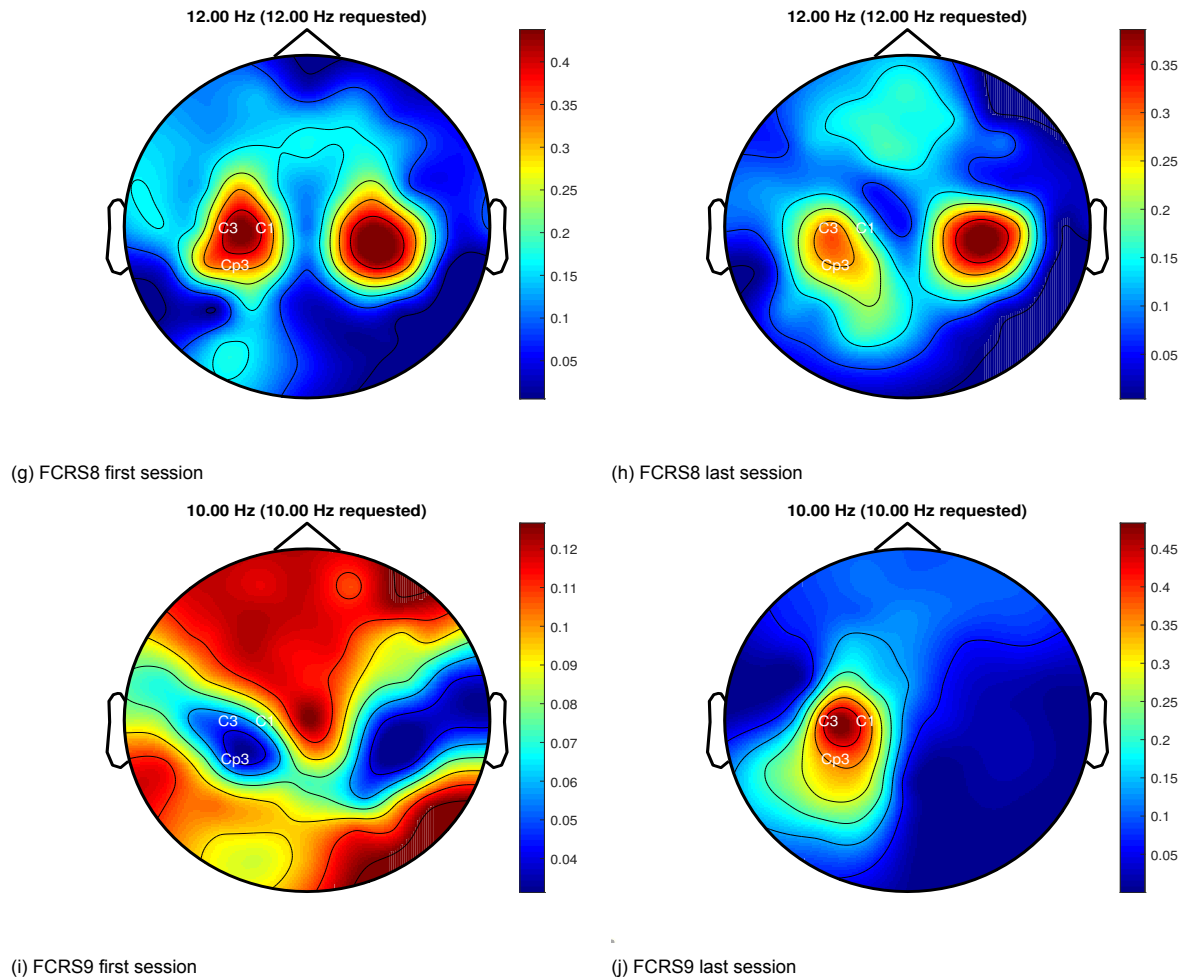 12.00 Hz (12.00 Hz requested)
0.4
0.35
0.3
0.25
0.2
0.15
0.1
0.05
C3 C1
Cp3
(g) FCRS8 first session
12.00 Hz (12.00 Hz requested)
0.35
0.3
0.25
0.2
0.15
0.1
0.05
C3 C1
Cp3
(h) FCRS8 last session
10.00 Hz (10.00 Hz requested)
0.12
0.11
0.1
0.09
0.08
0.07
0.06
0.05
0.04
C3 C1
Cp3
(i) FCRS9 first session
10.00 Hz (10.00 Hz requested)
0.45
0.4
0.35
0.3
0.25
0.2
0.15
0.1
0.05
C3 C1
Cp3
(j) FCRS9 last session